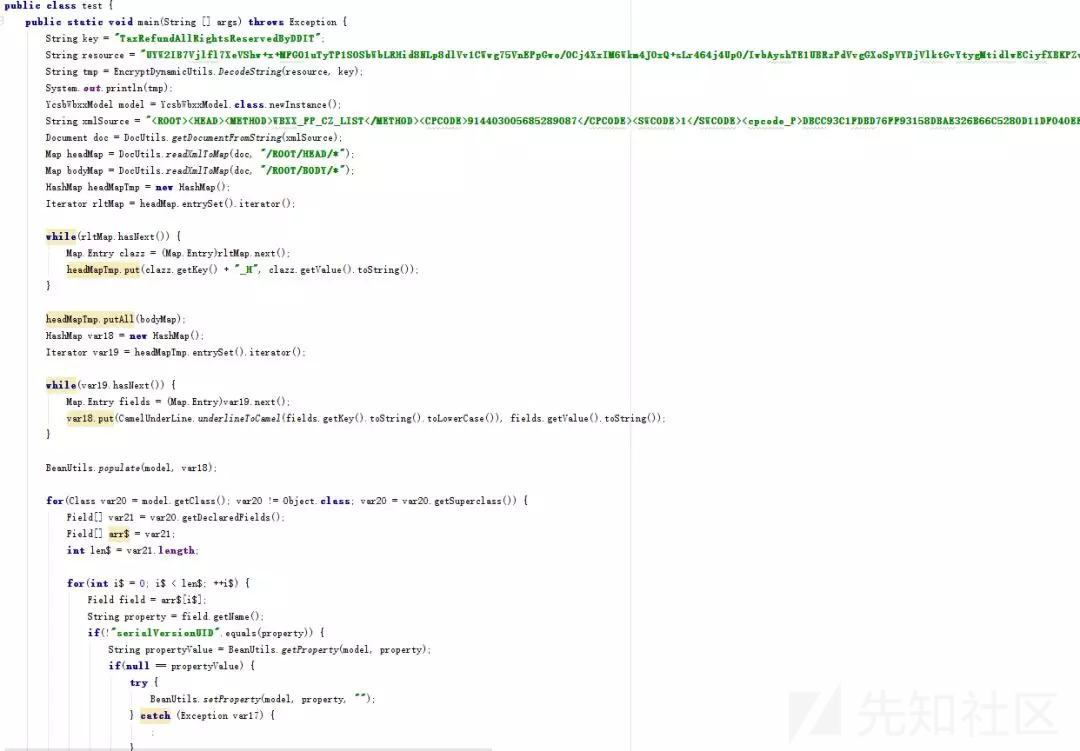 public class test {
public static void main(String [] args) throws Exception {
String key = "TaxRefundAllRightsReservedByDDIT";
String resource = "
String tmp = EncryptDynamicUtils.DecodeString(resource, key);
System.out.println(tmp);
YcsbWbxxModel model = YcsbWbxxModel.class.newInstance();
String xmlSource = "<ROOT><HEAD><METHOD>WBXX_FP_CZ_LIST</METHOD><CPCODE>914403005685289087</CPCODE><SWCODE>1</SWCODE><cpcode_P>
Document doc = DocUtils.getDocumentFromString(xmlSource);
Map headMap = DocUtils.readXmlToMap(doc, "/ROOT/HEAD/*");
Map bodyMap = DocUtils.readXmlToMap(doc, "/ROOT/BODY/*");
HashMap headMapTmp = new HashMap();
Iterator rltMap = headMap.entrySet().iterator();
while(rltMap.hasNext()) {
Map.Entry clazz = (Map.Entry)rltMap.next();
headMapTmp.put(clazz.getKey() + "_H", clazz.getValue().toString());
}
headMapTmp.putAll(bodyMap);
HashMap var18 = new HashMap();
Iterator var19 = headMapTmp.entrySet().iterator();
while(var19.hasNext()) {
Map.Entry fields = (Map.Entry)var19.next();
var18.put(CamelUnderLine.underlineToCamel(fields.getKey().toString().toLowerCase()), fields.getValue().toString());
}
BeanUtils.populate(model, var18);
for(Class var20 = model.getClass(); var20 != Object.class; var20 = var20.getSuperclass()) {
Field[] var21 = var20.getDeclaredFields();
Field[] arr$ = var21;
int len$ = var21.length;
for(int i$ = 0; i$ < len$; ++i$) {
Field field = arr$[i$];
String property = field.getName();
if(!"serialVersionUID".equals(property)) {
String propertyValue = BeanUtils.getProperty(model, property);
if(null == propertyValue) {
try {
BeanUtils.setProperty(model, property, "");
} catch (Exception var17) {
;
}
先知社区